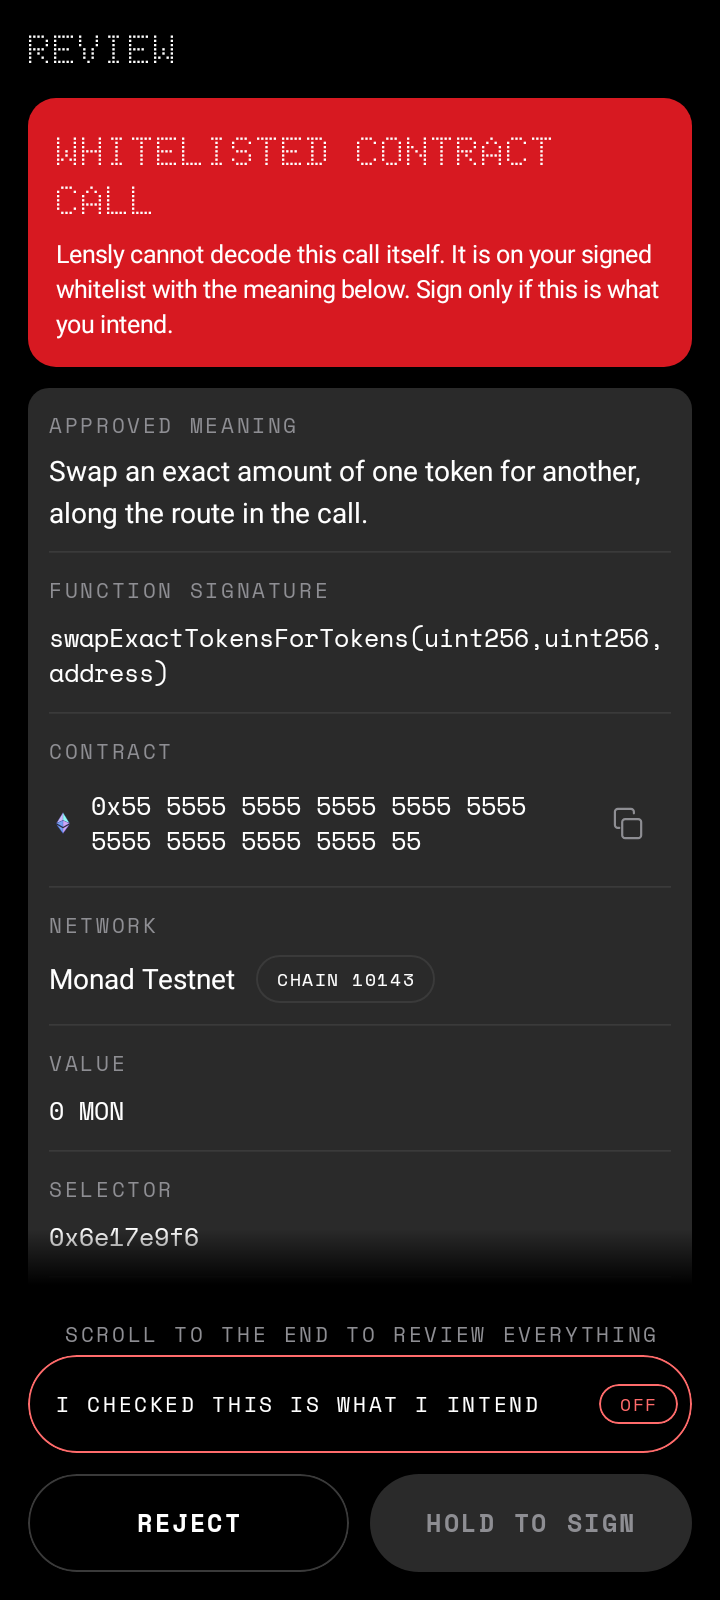 REVIEW
WHITELISTED CONTRACT
CALL
Lensly cannot decode this call itself. It is on your signed
whitelist with the meaning below. Sign only if this is what
you intend.
APPROVED MEANING
Swap an exact amount of one token for another,
along the route in the call.
FUNCTION SIGNATURE
swapExactTokensForTokens(uint256,uint256,
address)
CONTRACT
0x55 5555 5555 5555 5555 5555
5555 5555 5555 5555 55
NETWORK
Monad Testnet CHAIN 10143
VALUE
0 MON
SELECTOR
0x6e17e9f6
SCROLL TO THE END TO REVIEW EVERYTHING
I CHECKED THIS IS WHAT I INTEND OFF
REJECT HOLD TO SIGN